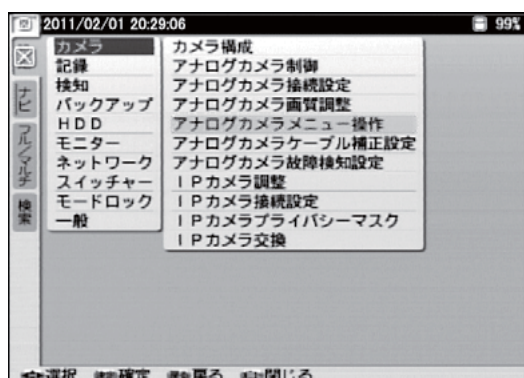 2011/02/01 20:29:06
99%
カメラ
記録
検知
バックアップ
HDD
モニター
ネットワーク
スイッチャー
モードロック
一般
カメラ構成
アナログカメラ制御
アナログカメラ接続設定
アナログカメラ画質調整
アナログカメラメニュー操作
アナログカメラケーブル補正設定
アナログカメラ故障検知設定
IPカメラ調整
IPカメラ接続設定
IPカメラプライバシーマスク
IPカメラ交換
ナビ
フル/マルチ
検索
選択 確定 戻る 閉じる